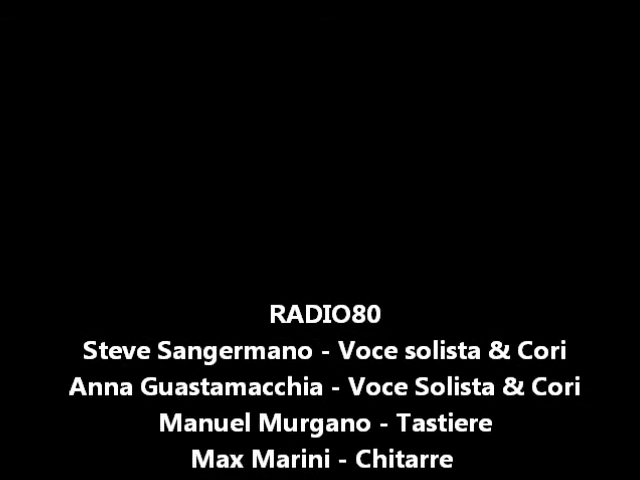 RADIO80
Steve Sangermano - Voce solista & Cori
Anna Guastamacchia - Voce Solista & Cori
Manuel Murgano - Tastiere
Max Marini - Chitarre